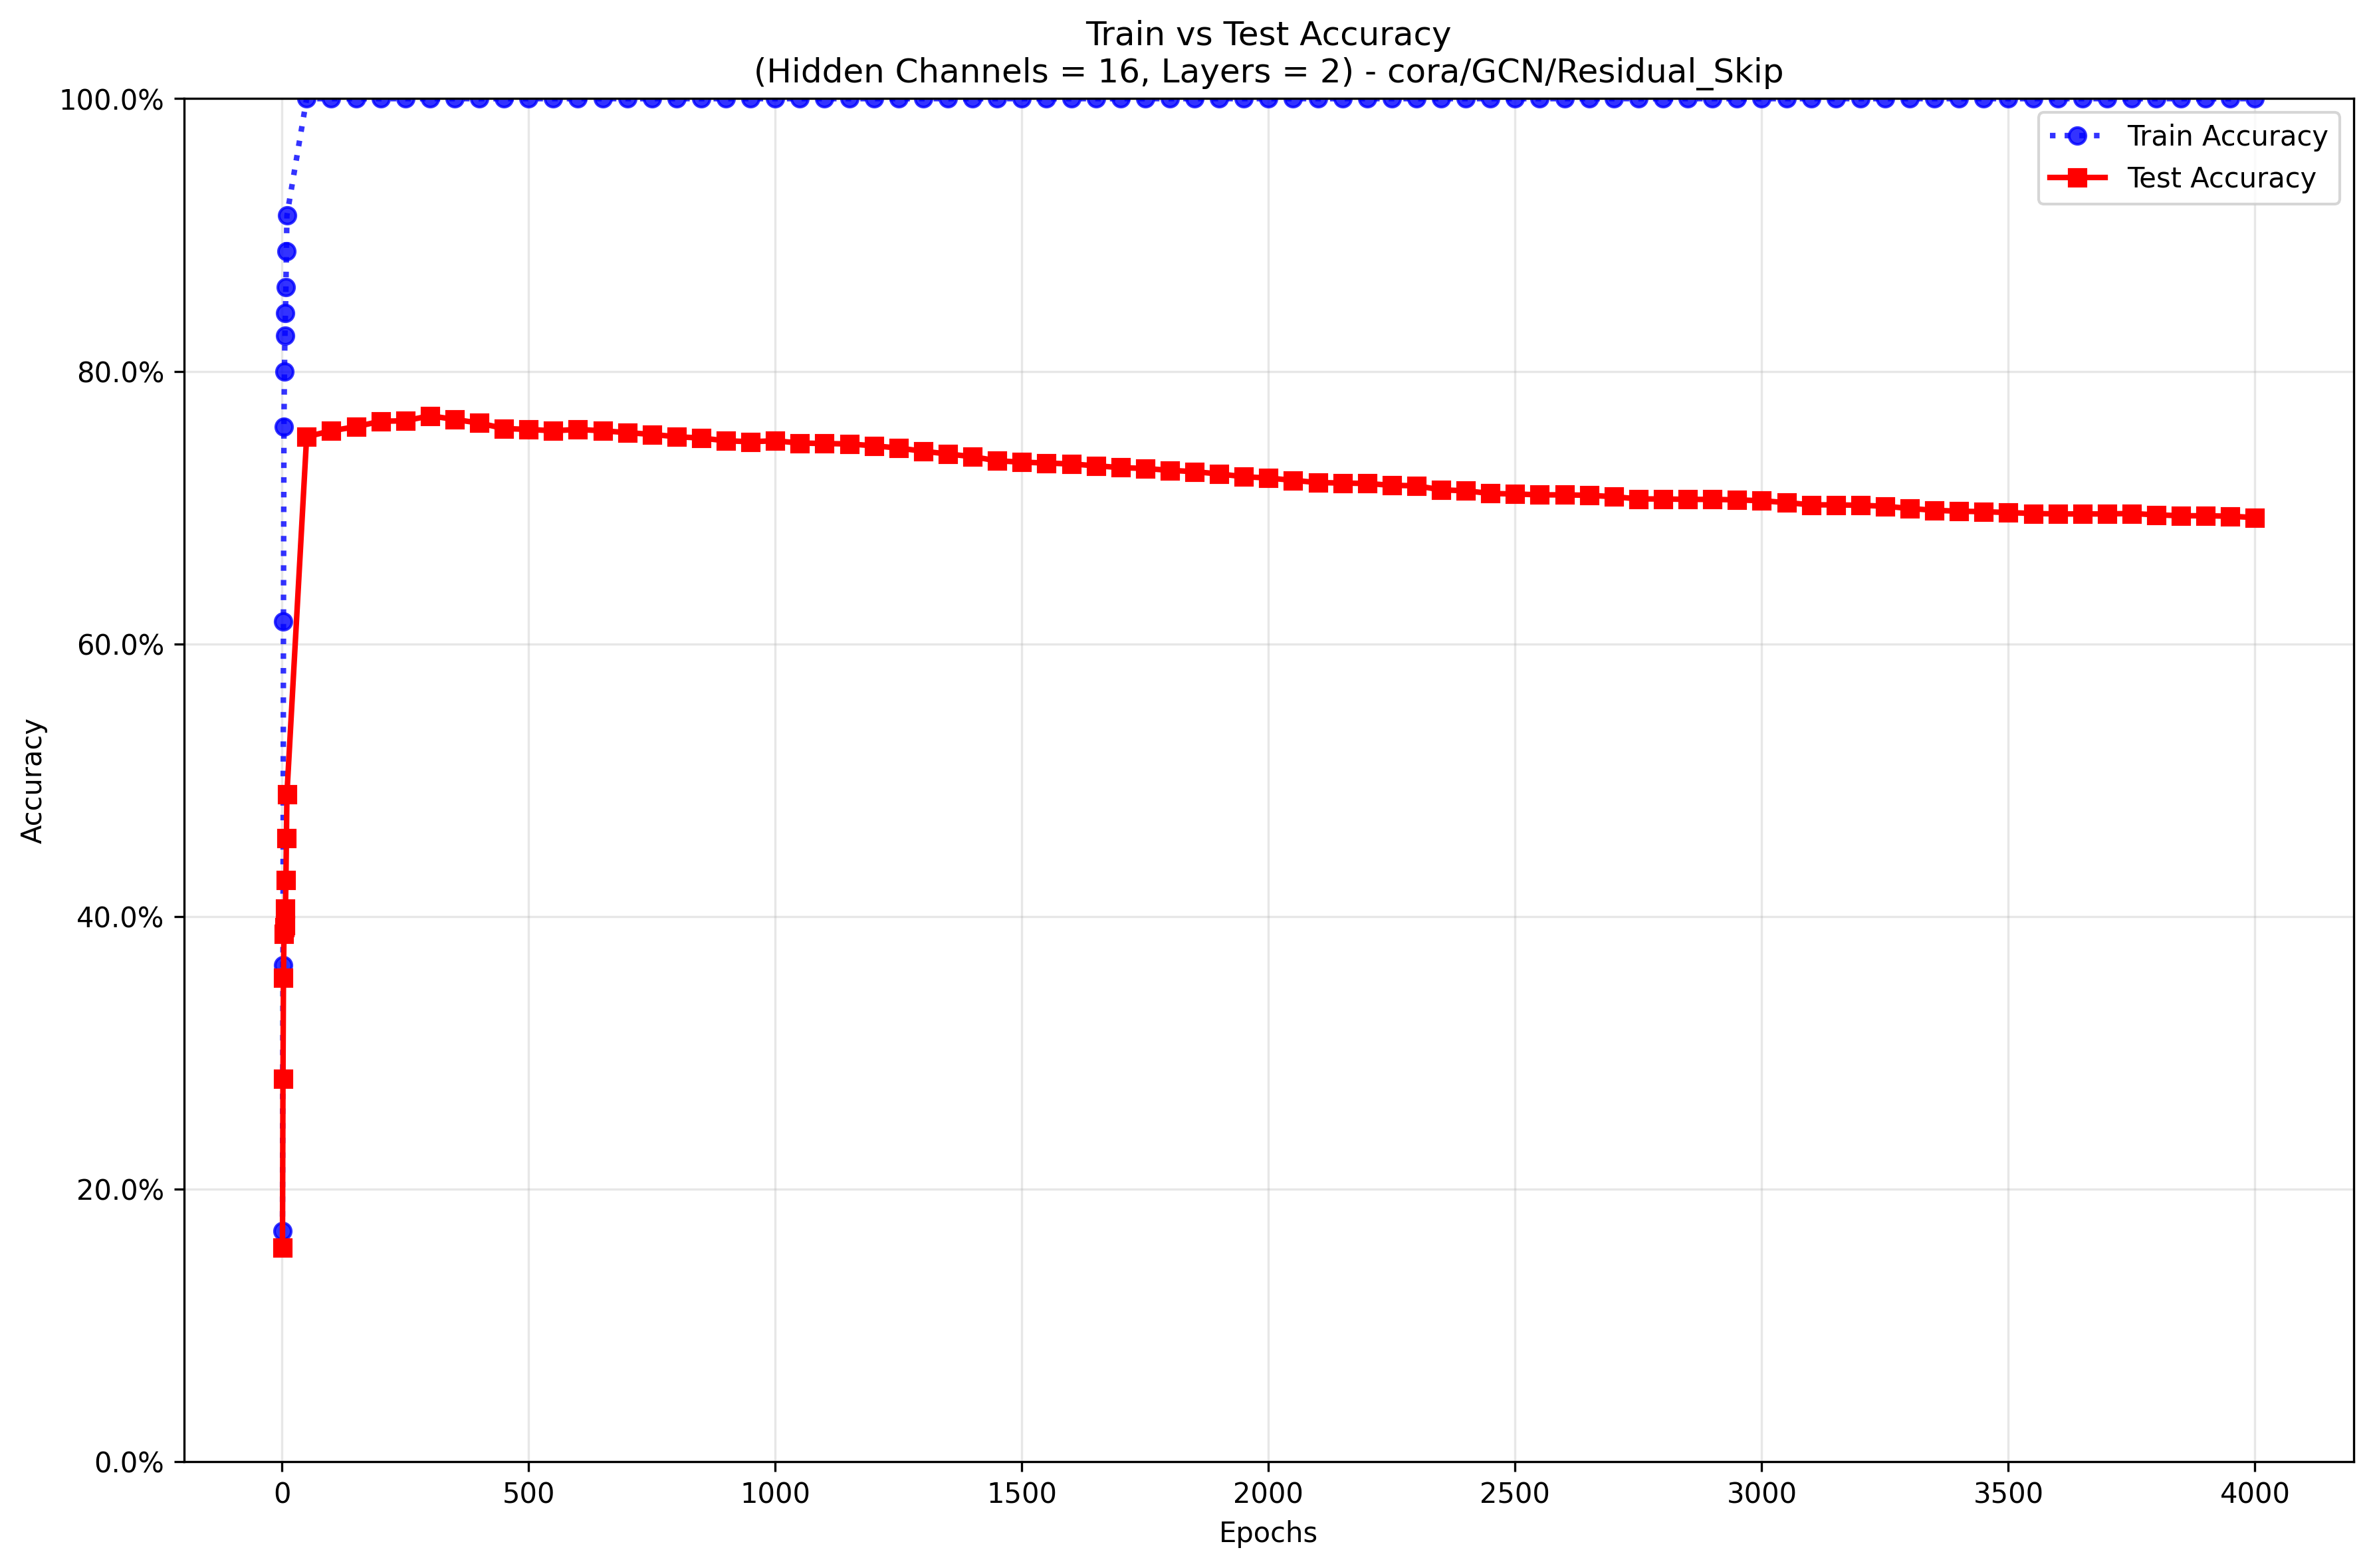 Train vs Test Accuracy
(Hidden Channels = 16, Layers = 2) - cora/GCN/Residual_Skip
100.0%
80.0%
60.0%
40.0%
20.0%
0.0%
Accuracy
Train Accuracy
Test Accuracy
0 500 1000 1500 2000 2500 3000 3500 4000
Epochs